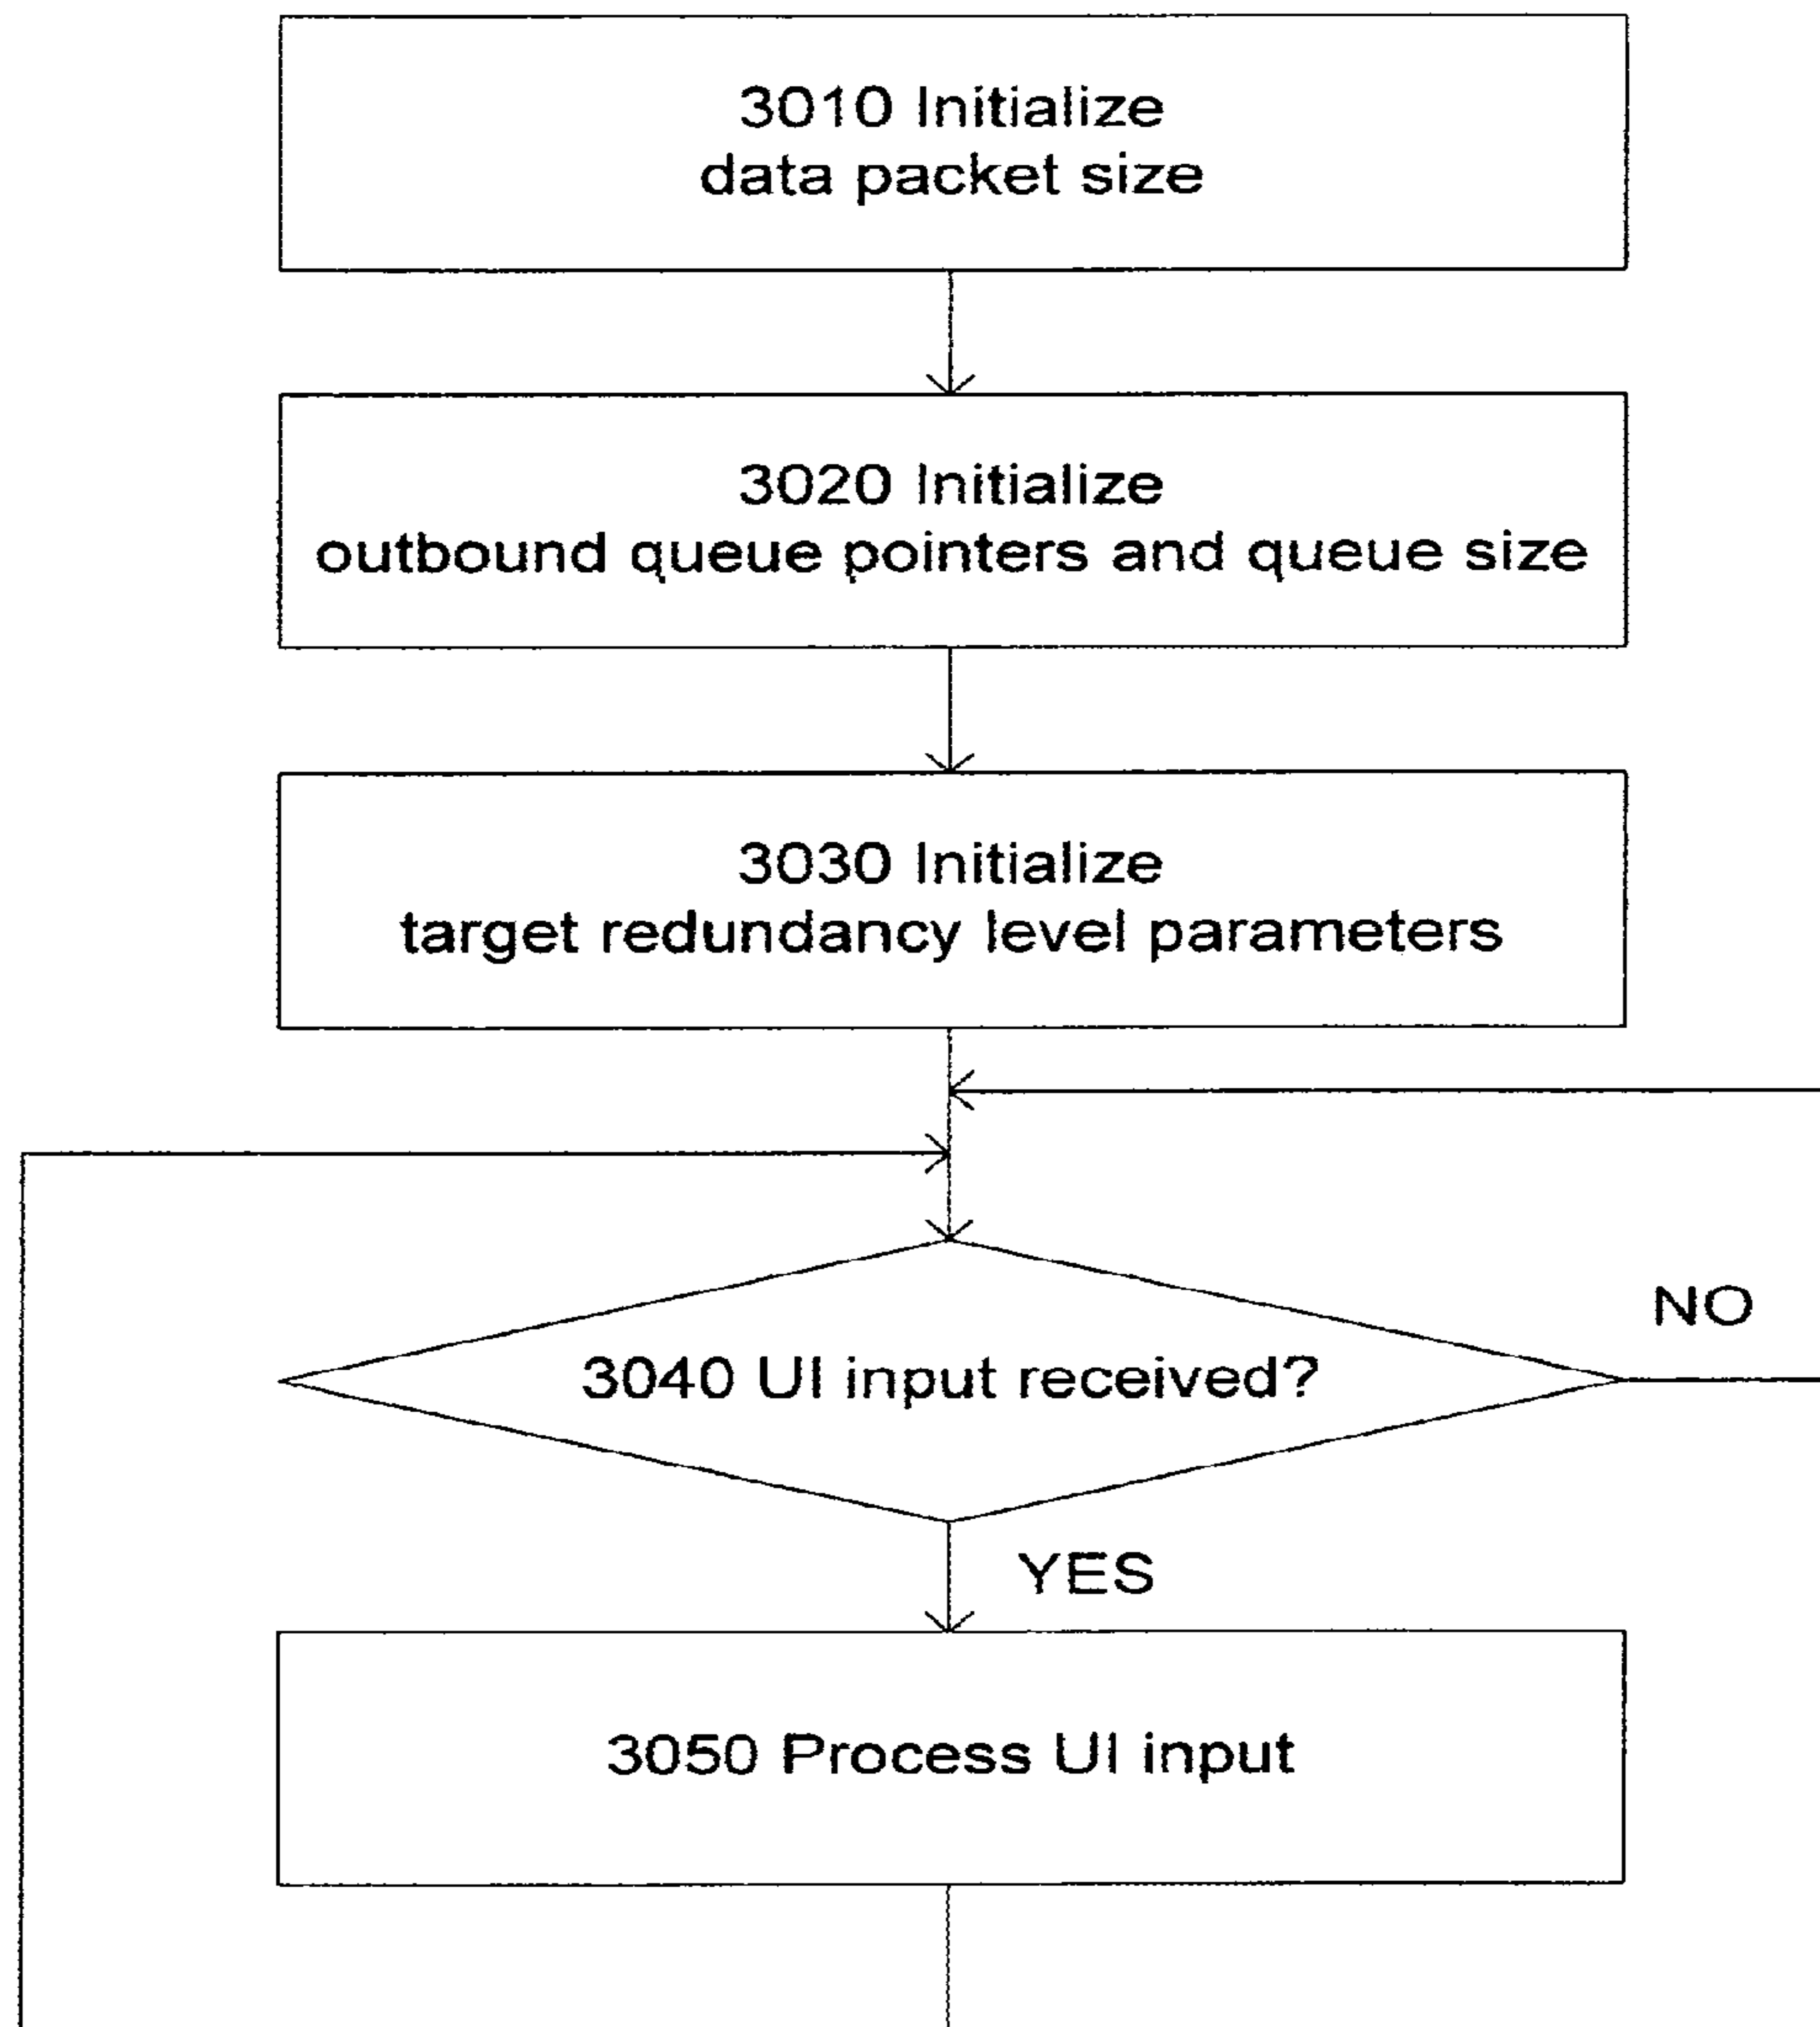 3010 Initialize
data packet size
3020 Initialize
outbound queue pointers and queue size
3030 Initialize
target redundancy level parameters
3040 UI input received?
NO
YES
3050 Process UI input